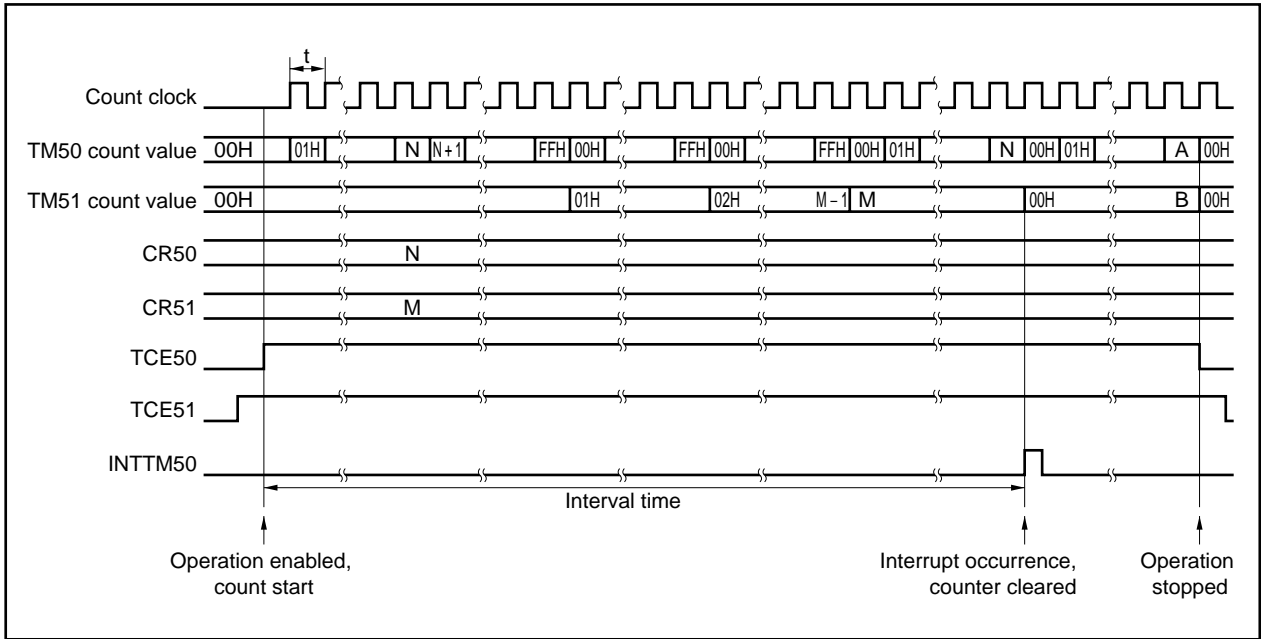 t
Count clock
TM50 count value 00H 01H N N + 1 FFH 00H FFH 00H FFH 00H 01H N 00H 01H A 00H
TM51 count value 00H 01H 02H M – 1 M 00H B 00H
CR50 N
CR51 M
TCE50
TCE51
INTTM50
Interval time
Operation enabled,
count start
Interrupt occurrence,
counter cleared
Operation
stopped